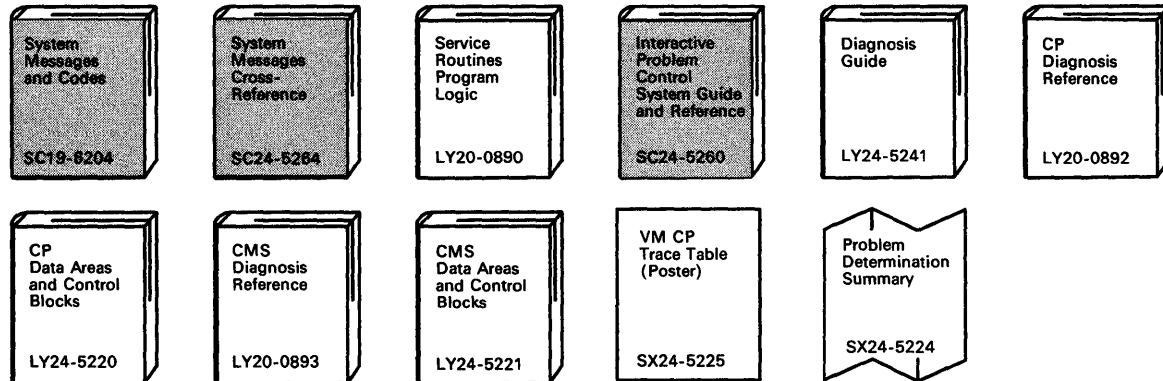 System
Messages
and Codes
SC19-6204
System
Messages
Cross-
Reference
SC24-5264
Service
Routines
Program
Logic
LY20-0890
Interactive
Problem
Control
System Guide
and Reference
SC24-5260
Diagnosis
Guide
LY24-5241
CP
Diagnosis
Reference
LY20-0892
CP
Data Areas
and Control
Blocks
LY24-5220
CMS
Diagnosis
Reference
LY20-0893
CMS
Data Areas
and Control
Blocks
LY24-5221
VM CP
Trace Table
(Poster)
SX24-5225
Problem
Determination
Summary
SX24-5224